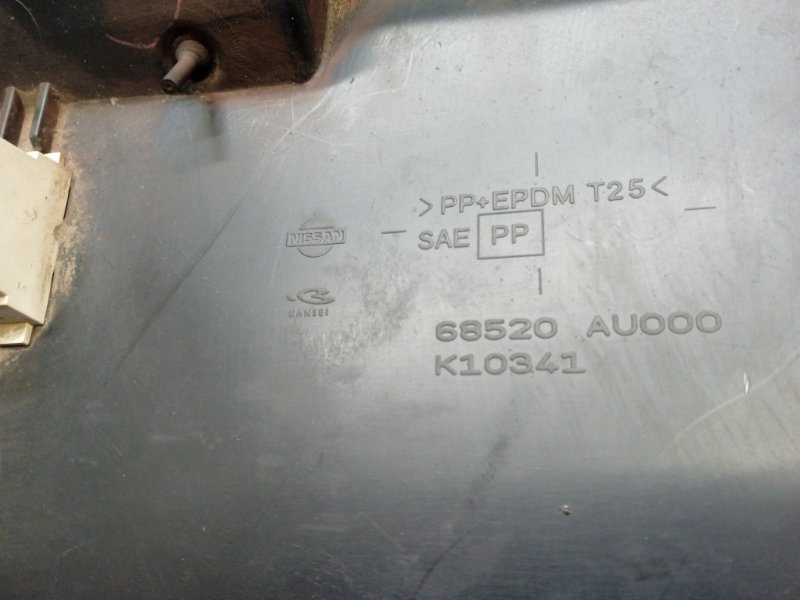 >PP+EPDM T25<
SAE PP
NISSAN
KANSEI
68520 AU000
K10341